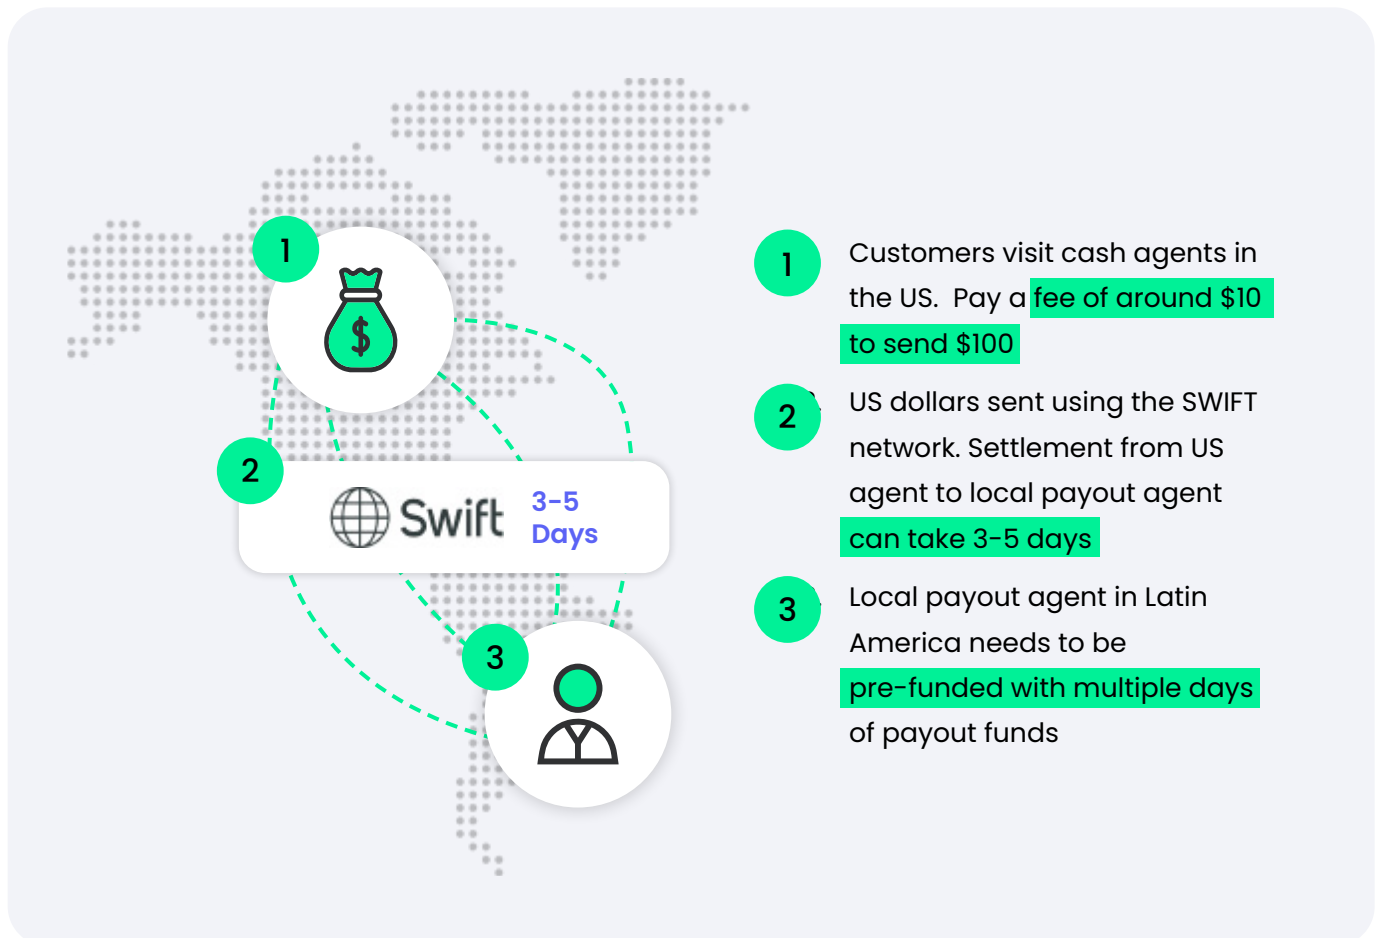 1
$
2
Swift
3-5
Days
3
1
Customers visit cash agents in
the US.  Pay a fee of around $10
to send $100
2
US dollars sent using the SWIFT
network. Settlement from US
agent to local payout agent
can take 3-5 days
3
Local payout agent in Latin
America needs to be
pre-funded with multiple days
of payout funds